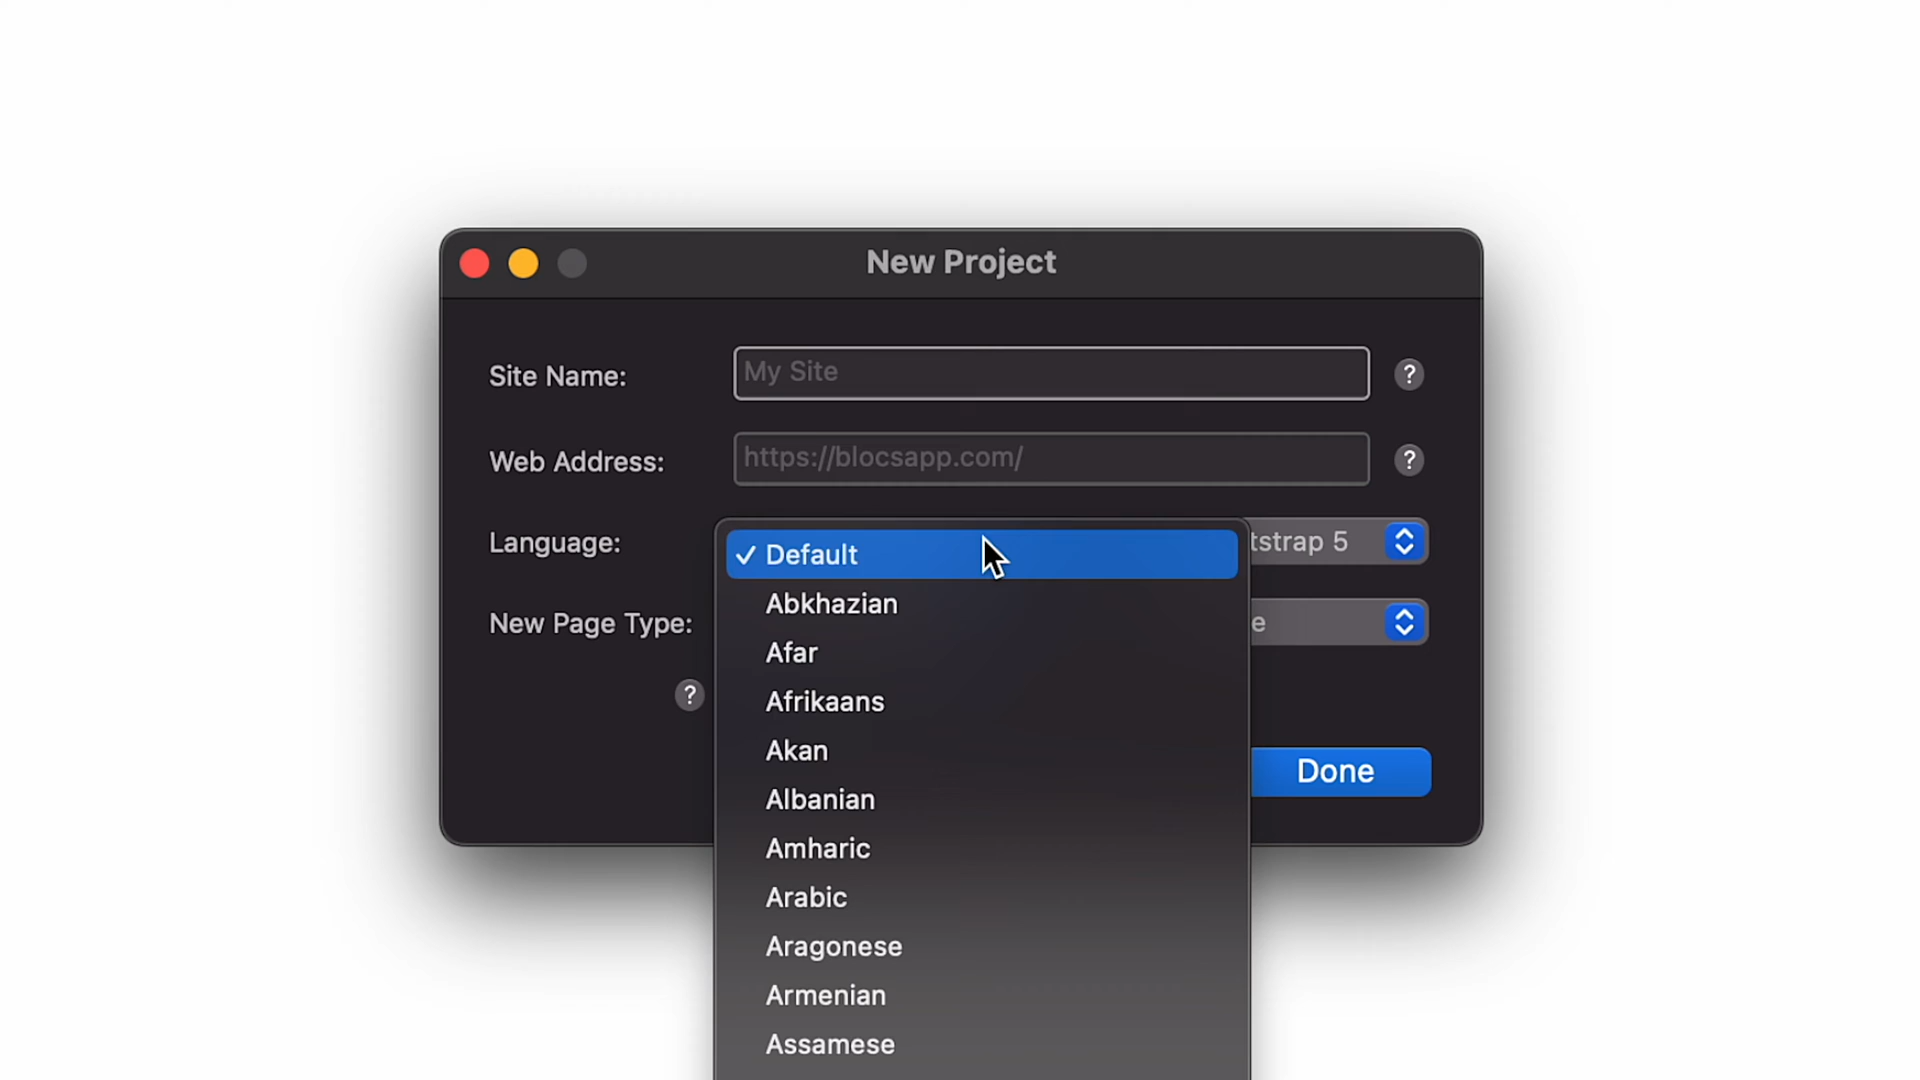 New Project
Site Name:
My Site
?
Web Address:
https://blocsapp.com/
?
Language:
✓ Default
tstrap 5
Abkhazian
New Page Type:
e
Afar
?
Afrikaans
Akan
Done
Albanian
Amharic
Arabic
Aragonese
Armenian
Assamese